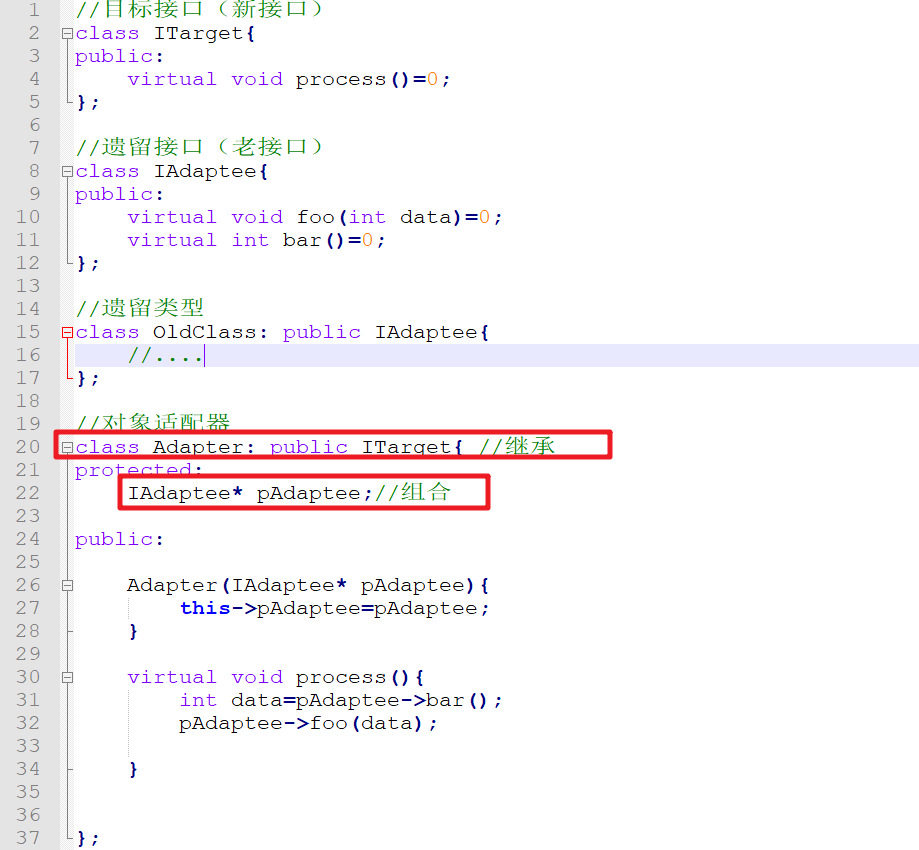 1 //目标接口（新接口）
2 class ITarget{
3 public:
4     virtual void process()=0;
5 };
6
7 //遗留接口（老接口）
8 class IAdaptee{
9 public:
10     virtual void foo(int data)=0;
11     virtual int bar()=0;
12 };
13
14 //遗留类型
15 class OldClass: public IAdaptee{
16     //....
17 };
18
19 //对象适配器
20 class Adapter: public ITarget{ //继承
21 protected:
22     IAdaptee* pAdaptee;//组合
23
24 public:
25
26     Adapter(IAdaptee* pAdaptee){
27         this->pAdaptee=pAdaptee;
28     }
29
30     virtual void process(){
31         int data=pAdaptee->bar();
32         pAdaptee->foo(data);
33
34     }
35
36
37 };